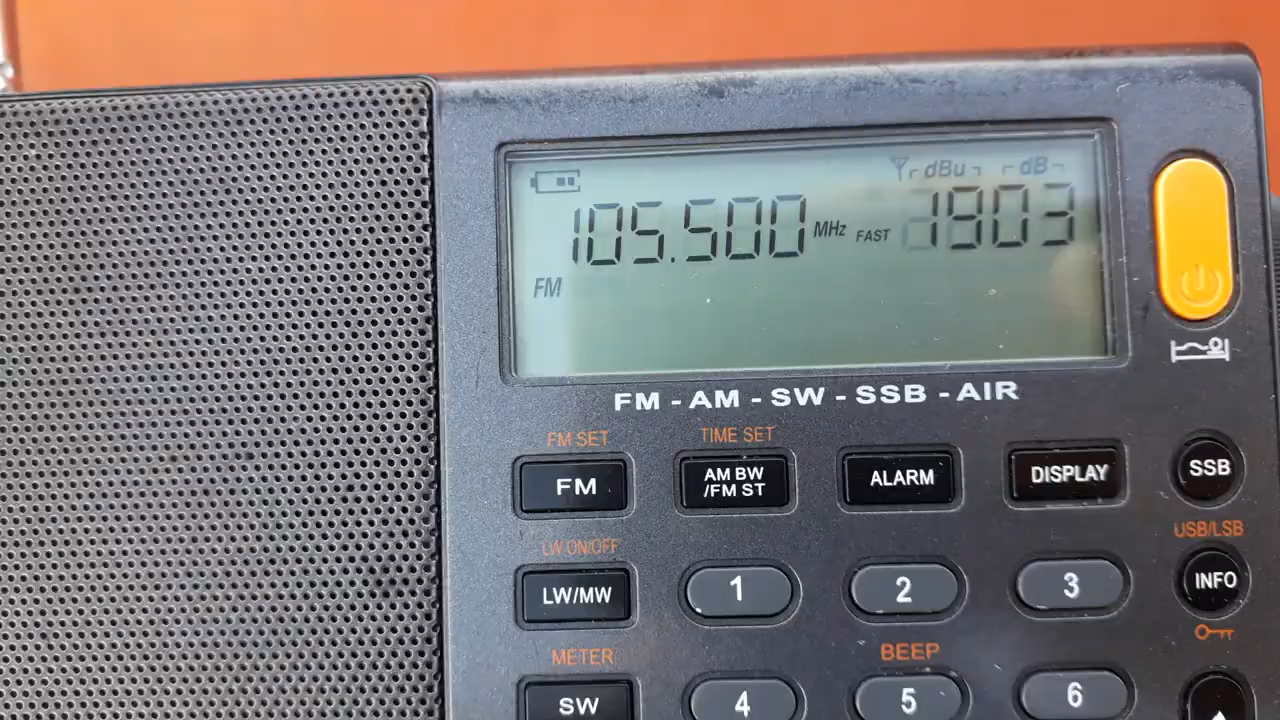 dBu dB
105.500 MHz FAST 1803
FM
FM - AM - SW - SSB - AIR
FM SET TIME SET
FM AM BW /FM ST ALARM DISPLAY SSB
LW ON/OFF USB/LSB
LW/MW 1 2 3 INFO
METER BEEP
SW 4 5 6